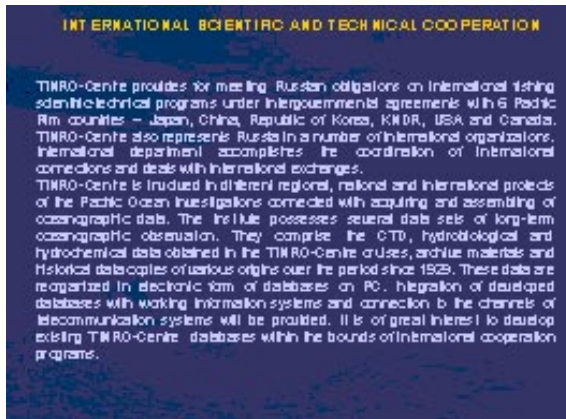 INTERNATIONAL SCIENTIFIC AND TECHNICAL COOPERATION
TINRO-Centre provides for meeting Russian obligations on international fishing
scientific-technical programs under intergovernmental agreements with 6 Pacific
Rim countries – Japan, China, Republic of Korea, KNDR, USA and Canada.
TINRO-Centre also represents Russia in a number of international organizations.
International department accomplishes the coordination of international
connections and deals with international exchanges.
TINRO-Centre is included in different regional, national and international projects
of the Pacific Ocean investigations connected with acquiring and assembling of
oceanographic data. The Institute possesses several data sets of long-term
oceanographic observation. They comprise the CTD, hydrobiological and
hydrochemical data obtained in the TINRO-Centre cruises, archive materials and
historical data copies of various origins over the period since 1929. These data are
reorganized in electronic form of databases on PC. Integration of developed
databases with working information systems and connection to the channels of
telecommunication systems will be provided. It is of great interest to develop
existing TINRO-Centre databases within the bounds of international cooperation
programs.